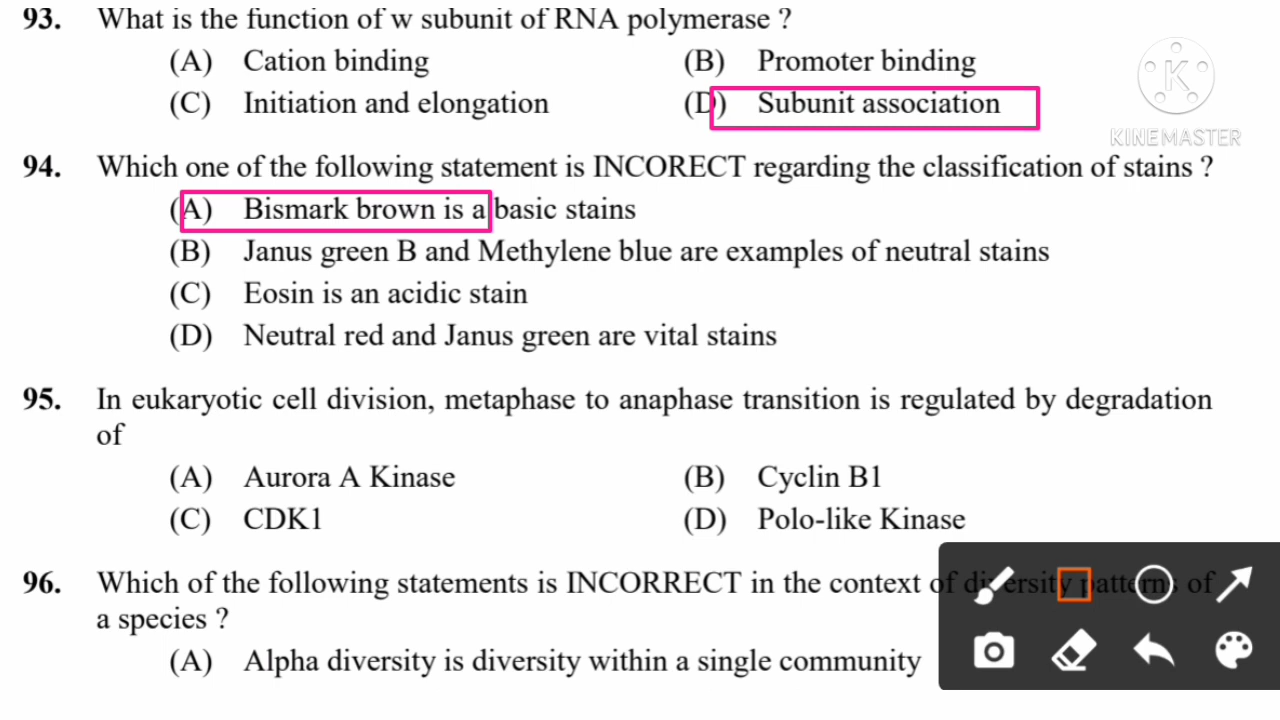 93. What is the function of w subunit of RNA polymerase ?
(A) Cation binding (B) Promoter binding
(C) Initiation and elongation (D) Subunit association
K
KINEMASTER
94. Which one of the following statement is INCORECT regarding the classification of stains ?
(A) Bismark brown is a basic stains
(B) Janus green B and Methylene blue are examples of neutral stains
(C) Eosin is an acidic stain
(D) Neutral red and Janus green are vital stains
95. In eukaryotic cell division, metaphase to anaphase transition is regulated by degradation
of
(A) Aurora A Kinase (B) Cyclin B1
(C) CDK1 (D) Polo-like Kinase
96. Which of the following statements is INCORRECT in the context of diversity patterns of
a species ?
(A) Alpha diversity is diversity within a single community